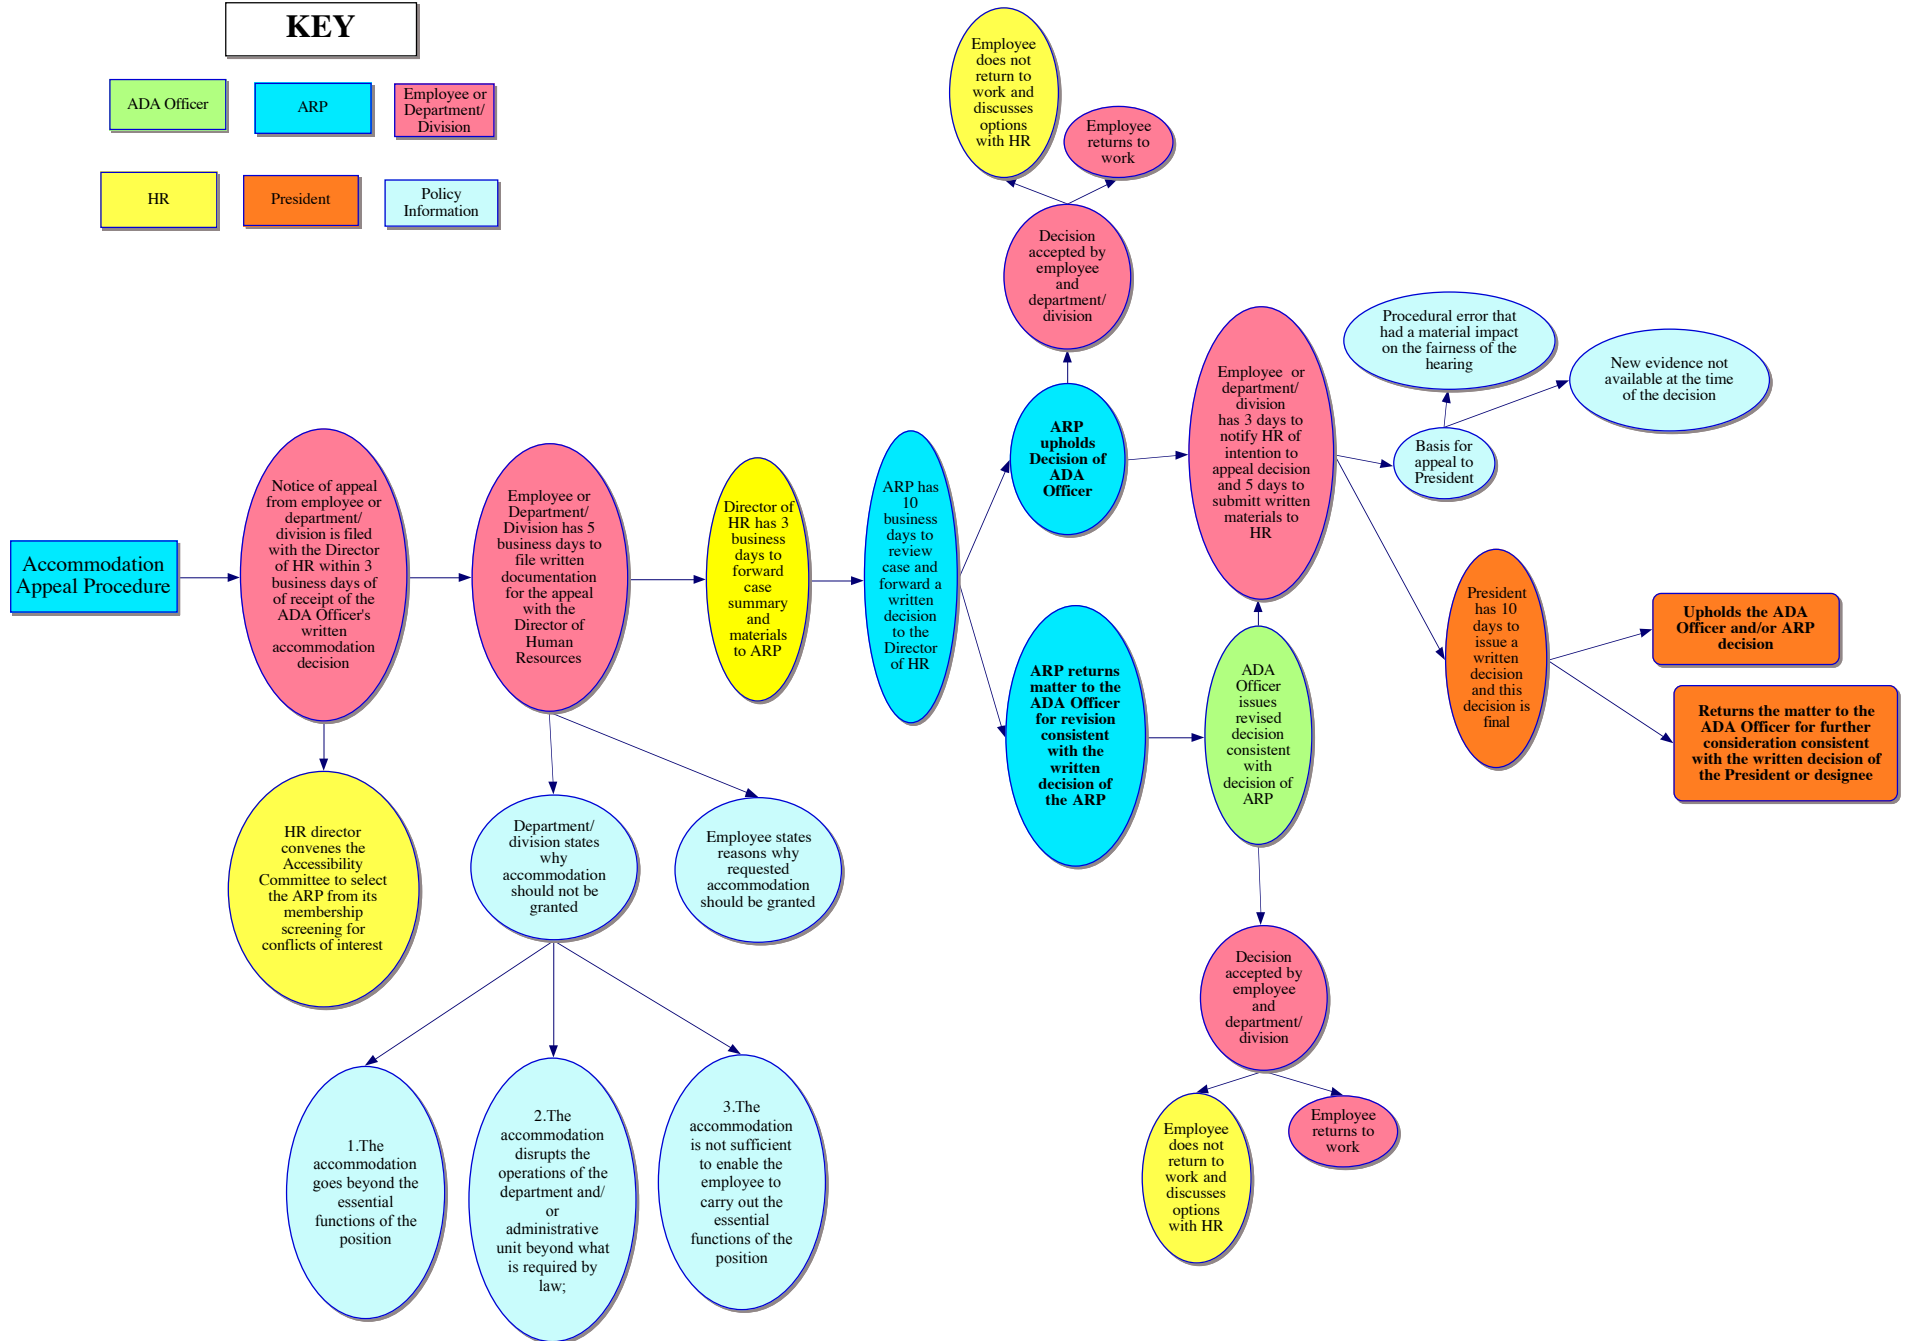 KEY
ADA Officer
ARP
Employee or
Department/
Division
HR
President
Policy
Information
Accommodation
Appeal Procedure
Notice of appeal
from employee or
department/
division is filed
with the Director
of HR within 3
business days of
of receipt of the
ADA Officer's
written
accommodation
decision
HR director
convenes the
Accessibility
Committee to select
the ARP from its
membership
screening for
conflicts of interest
Employee or
Department/
Division has 5
business days to
file written
documentation
for the appeal
with the
Director of
Human
Resources
Department/
division states
why
accommodation
should not be
granted
Employee states
reasons why
requested
accommodation
should be granted
1.The
accommodation
goes beyond the
essential
functions of the
position
2.The
accommodation
disrupts the
operations of the
department and/
or
administrative
unit beyond what
is required by
law;
3.The
accommodation
is not sufficient
to enable the
employee to
carry out the
essential
functions of the
position
Director of
HR has 3
business
days to
forward
case
summary
and
materials
to ARP
ARP has
10
business
days to
review
case and
forward a
written
decision
to the
Director
of HR
ARP
upholds
Decision of
ADA
Officer
Decision
accepted by
employee
and
department/
division
Employee
does not
return to
work and
discusses
options
with HR
Employee
returns to
work
ARP returns
matter to the
ADA Officer
for revision
consistent
with the
written
decision of
the ARP
ADA
Officer
issues
revised
decision
consistent
with
decision of
ARP
Decision
accepted by
employee
and
department/
division
Employee
does not
return to
work and
discusses
options
with HR
Employee
returns to
work
Employee or
department/
division
has 3 days to
notify HR of
intention to
appeal decision
and 5 days to
submitt written
materials to
HR
Basis for
appeal to
President
Procedural error that
had a material impact
on the fairness of the
hearing
New evidence not
available at the time
of the decision
President
has 10
days to
issue a
written
decision
and this
decision is
final
Upholds the ADA
Officer and/or ARP
decision
Returns the matter to the
ADA Officer for further
consideration consistent
with the written decision of
the President or designee